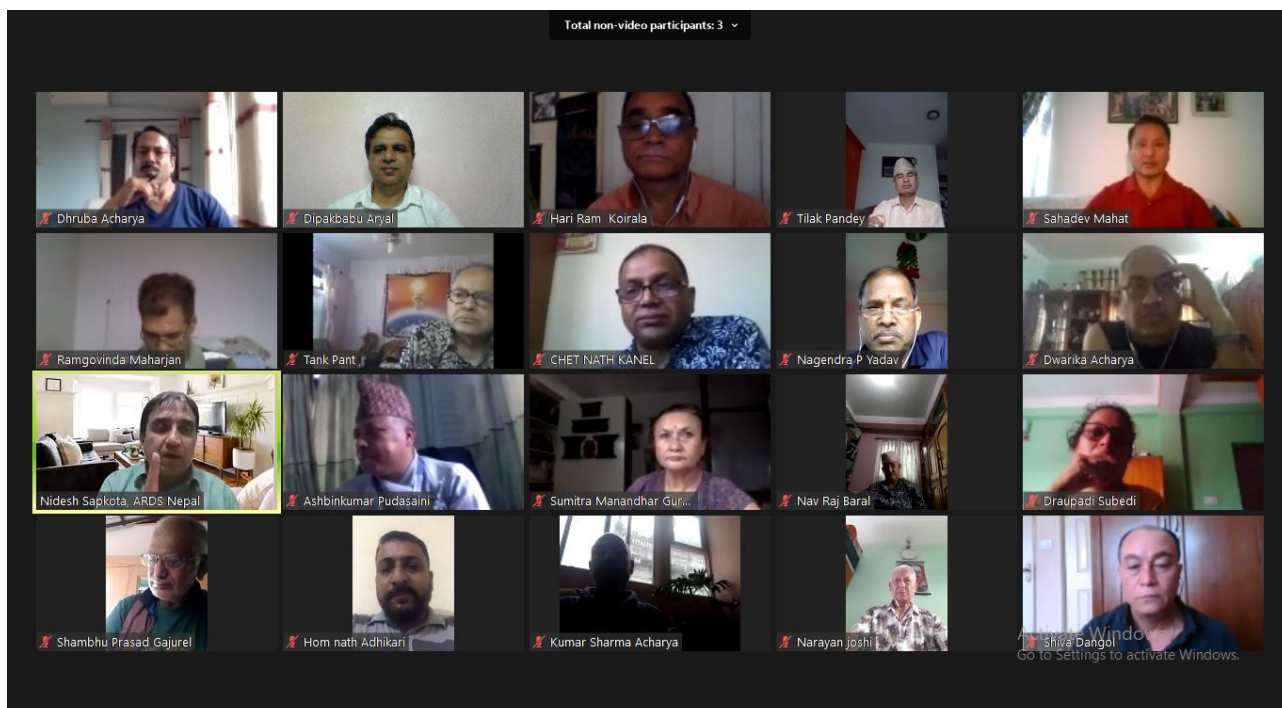 Total non-video participants: 3
Dhruba Acharya
Dipakbabu Aryal
Hari Ram Koirala
Tilak Pandey
Sahadev Mahat
Ramgovinda Maharjan
Tank Pant
CHET NATH KANEL
Nagendra P Yadav
Dwarika Acharya
Nidesh Sapkota, ARDS Nepal
Ashbinkumar Pudasaini
Sumitra Manandhar Gur...
Nav Raj Baral
Draupadi Subedi
Shambhu Prasad Gajurel
Hom nath Adhikari
Kumar Sharma Acharya
Narayan joshi
Activate Windows
Shiva Dangol
Go to Settings to activate Windows.